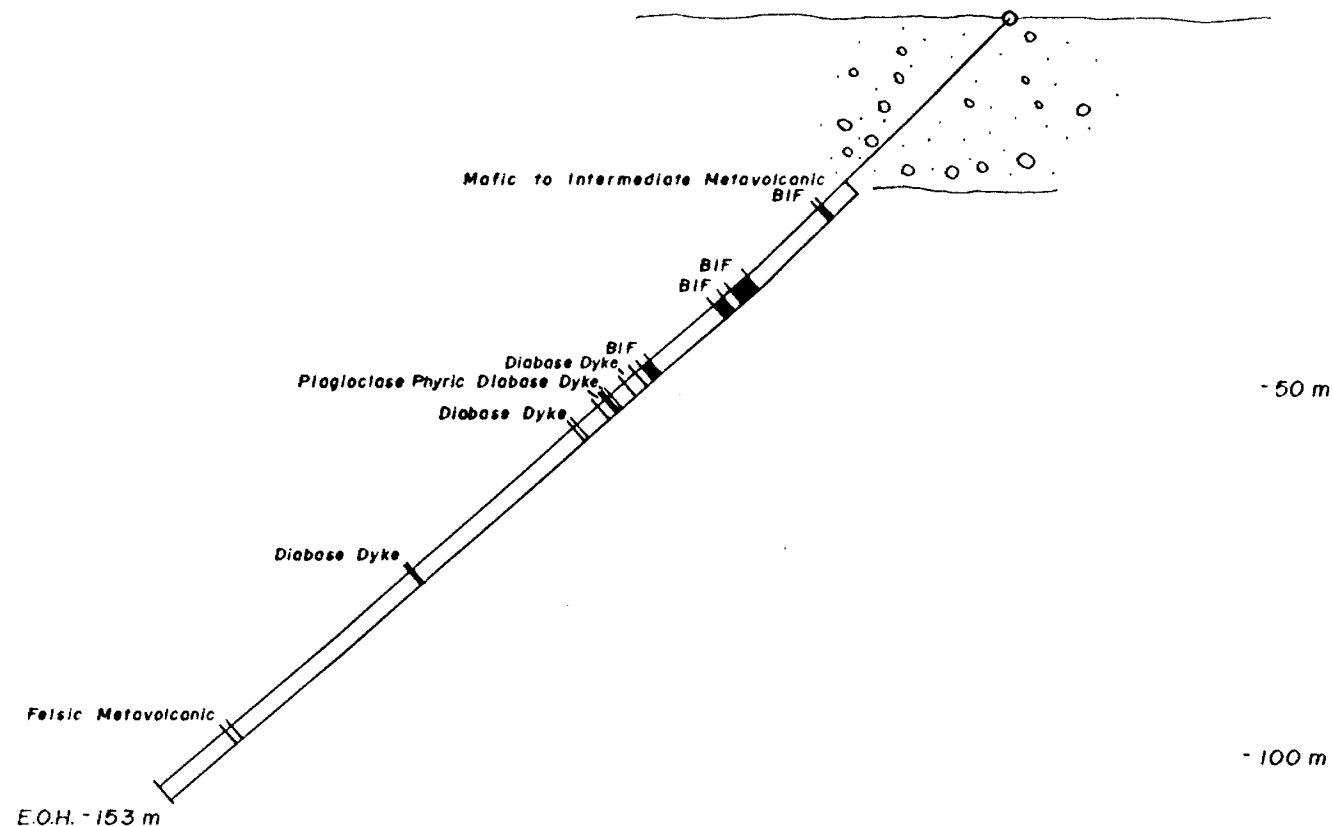 Mafic to Intermediate Metavolcanic
BIF
BIF
BIF
BIF
Diabase Dyke
Plagioclase Phyric Diabase Dyke
- 50 m
Diabase Dyke
Diabase Dyke
Felsic Metavolcanic
- 100 m
E.O.H. - 153 m